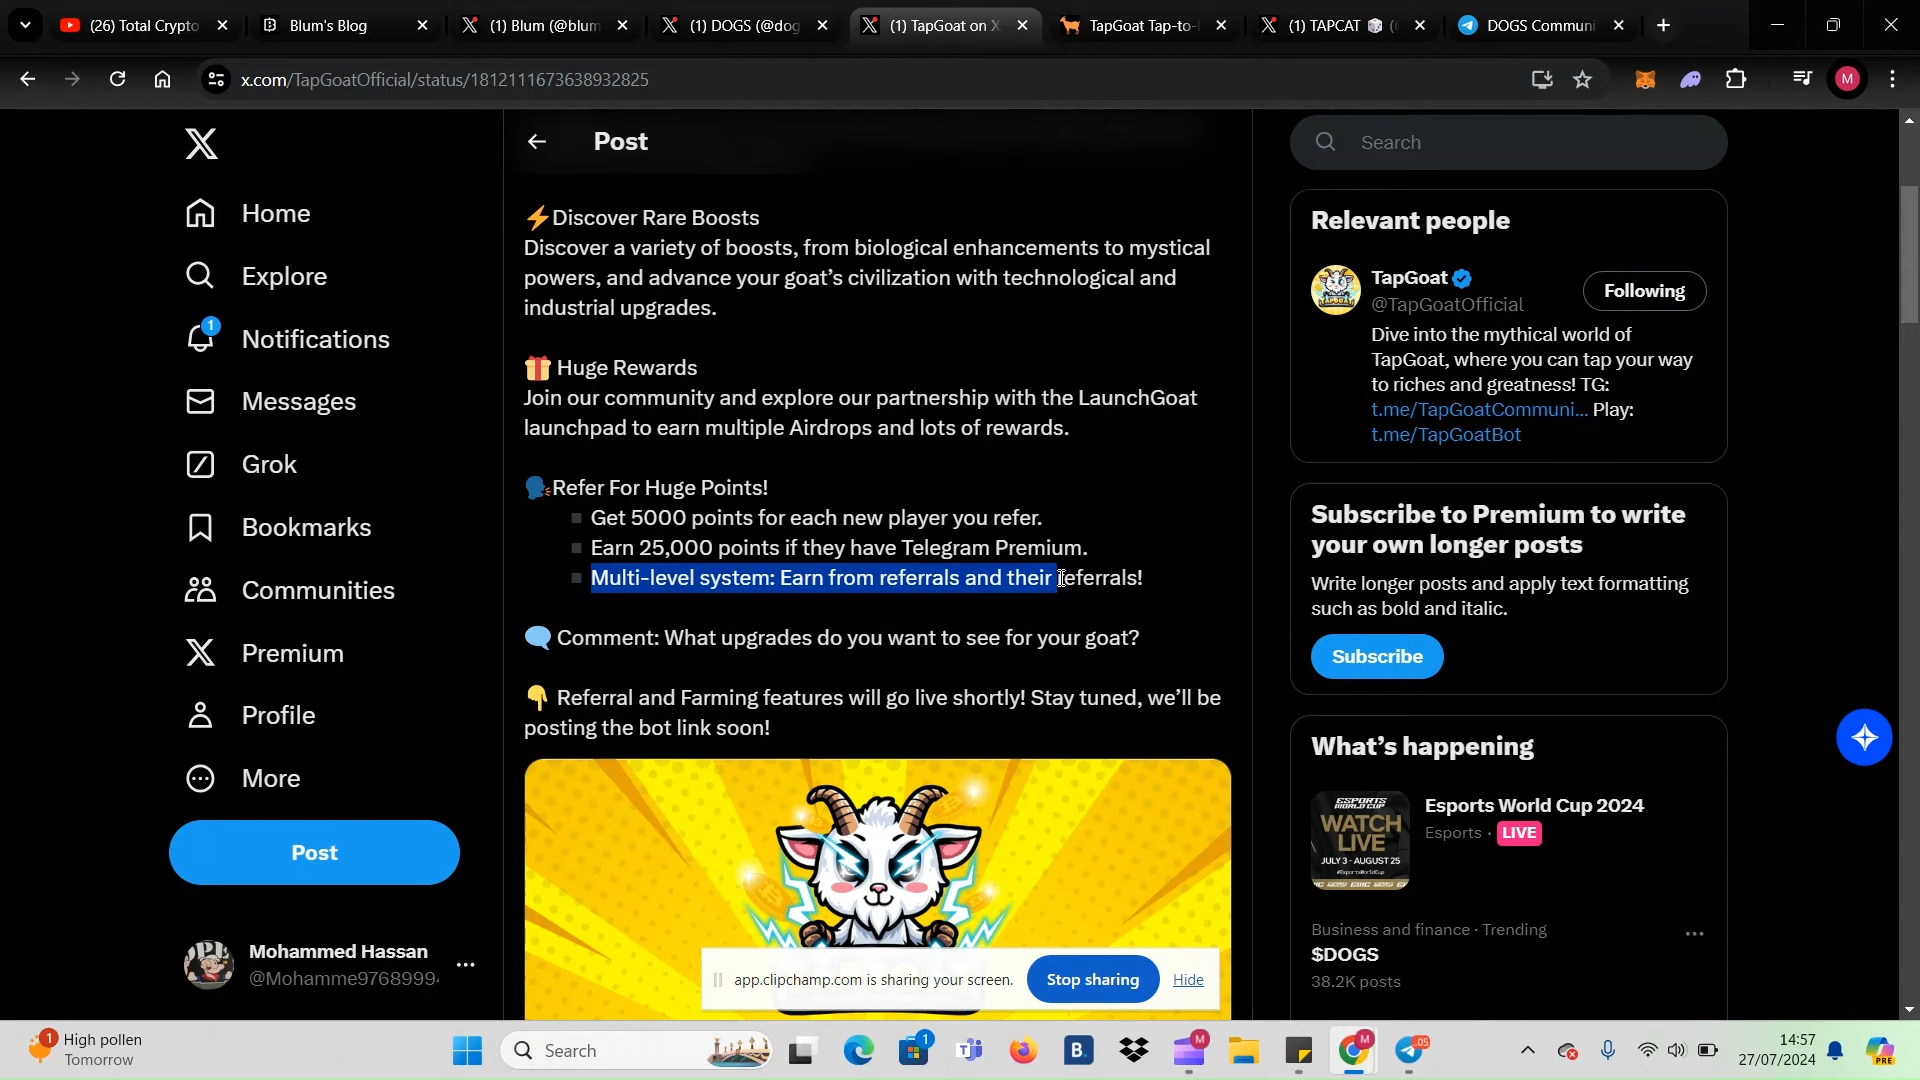 (26) Total Crypto
Blum's Blog
(1) Blum (@blum
(1) DOGS (@dog
(1) TapGoat on X
TapGoat Tap-to-
(1) TAPCAT
DOGS Communi
x.com/TapGoatOfficial/status/1812111673638932825
M
Home
Explore
1
Notifications
Messages
Grok
Bookmarks
Communities
Premium
Profile
More
Post
Mohammed Hassan
@Mohamme9768999
Post
⚡Discover Rare Boosts
Discover a variety of boosts, from biological enhancements to mystical
powers, and advance your goat’s civilization with technological and
industrial upgrades.
🎁 Huge Rewards
Join our community and explore our partnership with the LaunchGoat
launchpad to earn multiple Airdrops and lots of rewards.
🗣️Refer For Huge Points!
▪ Get 5000 points for each new player you refer.
▪ Earn 25,000 points if they have Telegram Premium.
▪ Multi-level system: Earn from referrals and their referrals!
🗨️ Comment: What upgrades do you want to see for your goat?
👇 Referral and Farming features will go live shortly! Stay tuned, we’ll be
posting the bot link soon!
app.clipchamp.com is sharing your screen.
Stop sharing
Hide
Search
Relevant people
TapGoat
@TapGoatOfficial
Following
Dive into the mythical world of
TapGoat, where you can tap your way
to riches and greatness! TG:
t.me/TapGoatCommuni... Play:
t.me/TapGoatBot
Subscribe to Premium to write
your own longer posts
Write longer posts and apply text formatting
such as bold and italic.
Subscribe
What’s happening
ESPORTS
WORLD CUP
WATCH
LIVE
JULY 3 - AUGUST 25
#EsportsWorldCup
Esports World Cup 2024
Esports · LIVE
Business and finance · Trending
$DOGS
38.2K posts
1
High pollen
Tomorrow
Search
1
B.
M
M
.05
14:57
27/07/2024
PRE